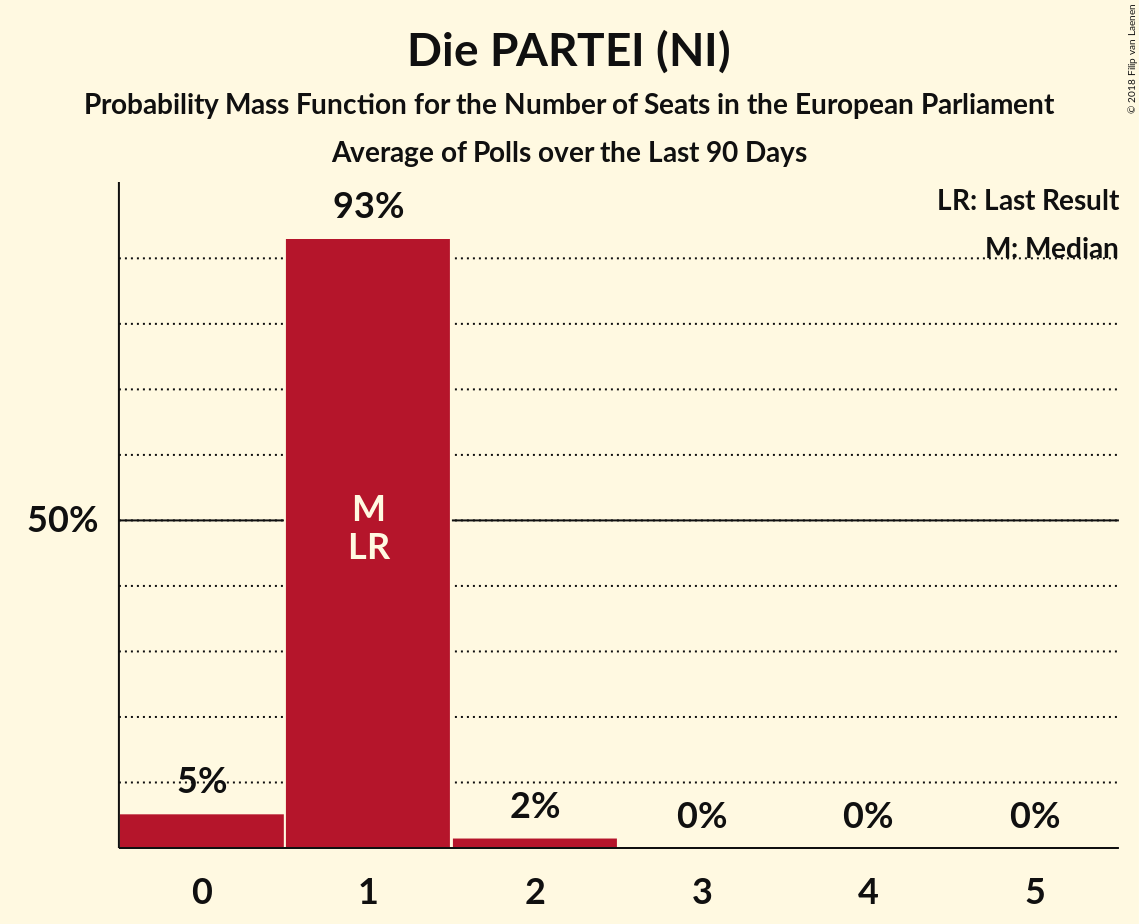 Die PARTEI (NI)
Probability Mass Function for the Number of Seats in the European Parliament
Average of Polls over the Last 90 Days
© 2018 Filip van Laenen
LR: Last Result
M: Median
93%
50%
M
LR
5%
2%
0%
0%
0%
0
1
2
3
4
5